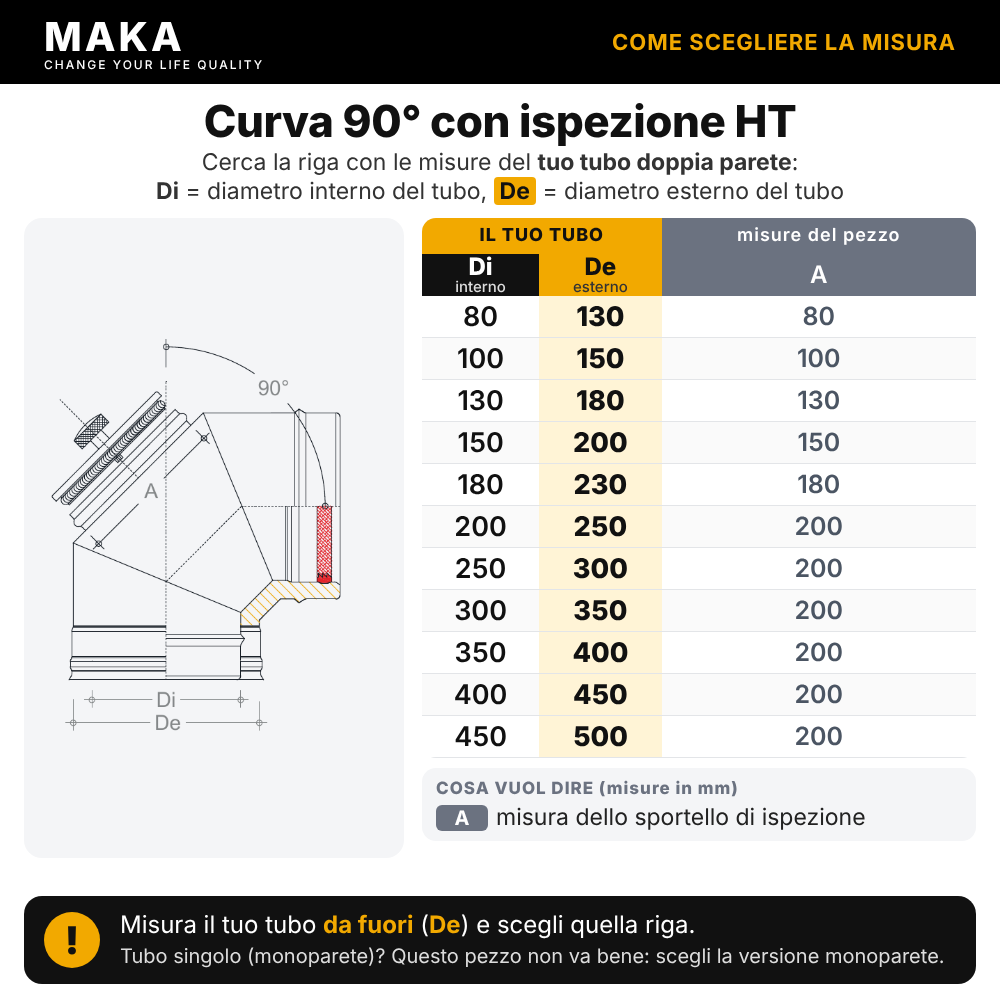 MAKA
CHANGE YOUR LIFE QUALITY
COME SCEGLIERE LA MISURA
Curva 90° con ispezione HT
Cerca la riga con le misure del tuo tubo doppia parete:
Di = diametro interno del tubo, De = diametro esterno del tubo
90°
A
Di
De
IL TUO TUBO misure del pezzo
Di De A
interno esterno
80 130 80
100 150 100
130 180 130
150 200 150
180 230 180
200 250 200
250 300 200
300 350 200
350 400 200
400 450 200
450 500 200
COSA VUOL DIRE (misure in mm)
A misura dello sportello di ispezione
! Misura il tuo tubo da fuori (De) e scegli quella riga.
Tubo singolo (monoparete)? Questo pezzo non va bene: scegli la versione monoparete.